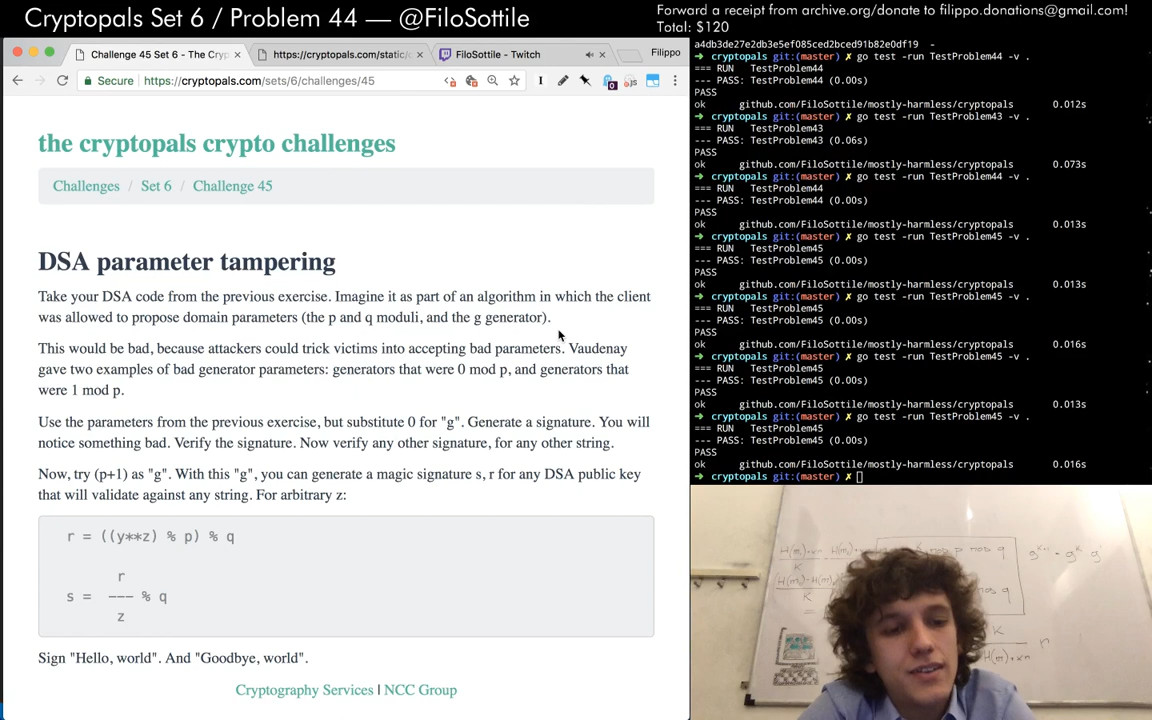 Cryptopals Set 6 / Problem 44 — @FiloSottile
Forward a receipt from archive.org/donate to filippo.donations@gmail.com!
Total: $120
Challenge 45 Set 6 - The Cry
https://cryptopals.com/static/
FiloSottile - Twitch
Filippo
Secure
https://cryptopals.com/sets/6/challenges/45
the cryptopals crypto challenges
Challenges / Set 6 / Challenge 45
DSA parameter tampering
Take your DSA code from the previous exercise. Imagine it as part of an algorithm in which the client
was allowed to propose domain parameters (the p and q moduli, and the g generator).
This would be bad, because attackers could trick victims into accepting bad parameters. Vaudenay
gave two examples of bad generator parameters: generators that were 0 mod p, and generators that
were 1 mod p.
Use the parameters from the previous exercise, but substitute 0 for "g". Generate a signature. You will
notice something bad. Verify the signature. Now verify any other signature, for any other string.
Now, try (p+1) as "g". With this "g", you can generate a magic signature s, r for any DSA public key
that will validate against any string. For arbitrary z:
r = ((y**z) % p) % q
r
s = --- % q
z
Sign "Hello, world". And "Goodbye, world".
Cryptography Services | NCC Group
a4db3de27e2db3e5ef085ced2bced91b82e0df19 -
➜ cryptopals git:(master) ✗ go test -run TestProblem44 -v .
=== RUN TestProblem44
--- PASS: TestProblem44 (0.00s)
PASS
ok github.com/FiloSottile/mostly-harmless/cryptopals 0.012s
➜ cryptopals git:(master) ✗ go test -run TestProblem43 -v .
=== RUN TestProblem43
--- PASS: TestProblem43 (0.06s)
PASS
ok github.com/FiloSottile/mostly-harmless/cryptopals 0.073s
➜ cryptopals git:(master) ✗ go test -run TestProblem44 -v .
=== RUN TestProblem44
--- PASS: TestProblem44 (0.00s)
PASS
ok github.com/FiloSottile/mostly-harmless/cryptopals 0.013s
➜ cryptopals git:(master) ✗ go test -run TestProblem45 -v .
=== RUN TestProblem45
--- PASS: TestProblem45 (0.00s)
PASS
ok github.com/FiloSottile/mostly-harmless/cryptopals 0.013s
➜ cryptopals git:(master) ✗ go test -run TestProblem45 -v .
=== RUN TestProblem45
--- PASS: TestProblem45 (0.00s)
PASS
ok github.com/FiloSottile/mostly-harmless/cryptopals 0.016s
➜ cryptopals git:(master) ✗ go test -run TestProblem45 -v .
=== RUN TestProblem45
--- PASS: TestProblem45 (0.00s)
PASS
ok github.com/FiloSottile/mostly-harmless/cryptopals 0.013s
➜ cryptopals git:(master) ✗ go test -run TestProblem45 -v .
=== RUN TestProblem45
--- PASS: TestProblem45 (0.00s)
PASS
ok github.com/FiloSottile/mostly-harmless/cryptopals 0.016s
➜ cryptopals git:(master) ✗